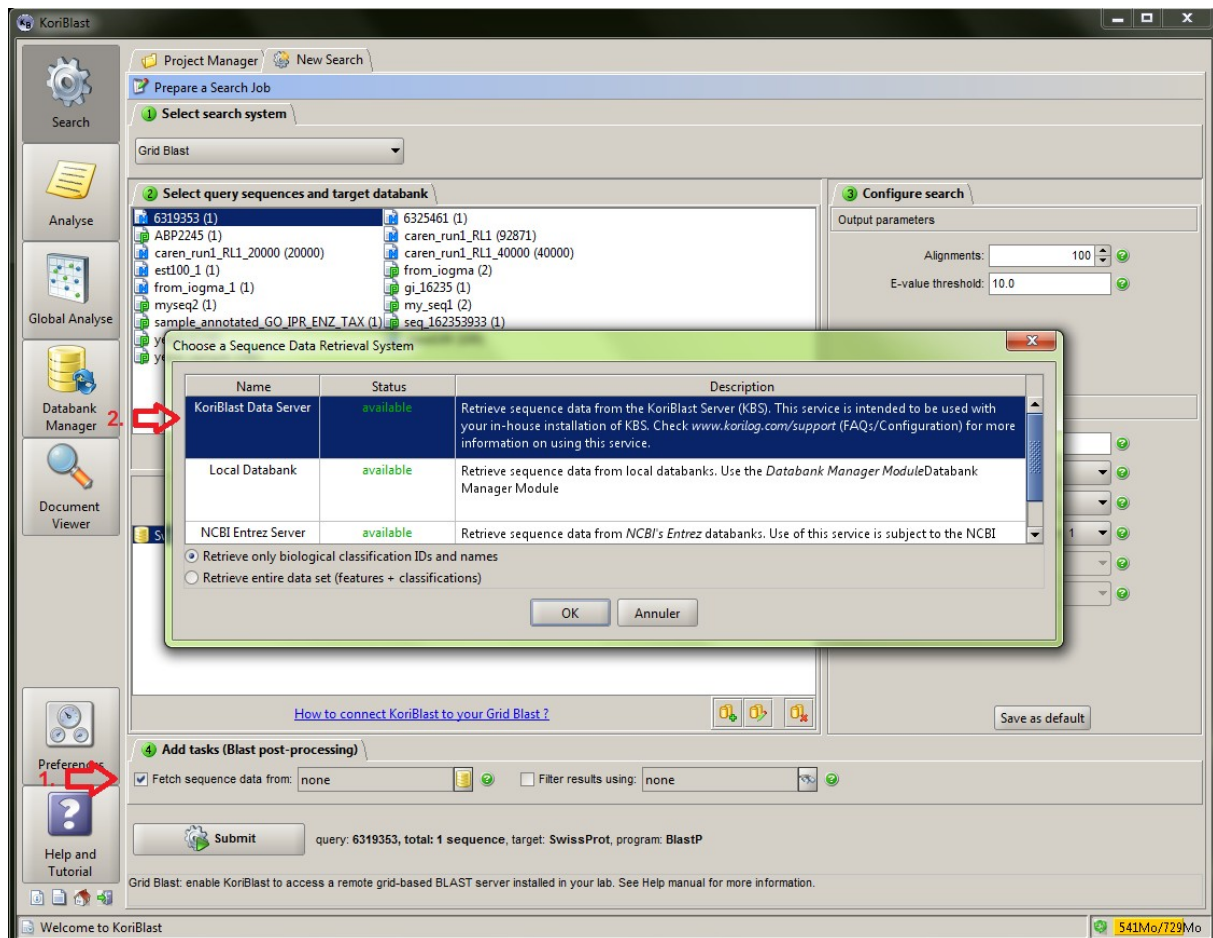 KoriBlast
Project Manager
New Search
Prepare a Search Job
1 Select search system
Grid Blast
2 Select query sequences and target databank
6319353 (1)
6325461 (1)
ABP2245 (1)
caren_run1_RL1 (92871)
caren_run1_RL1_20000 (20000)
caren_run1_RL1_40000 (40000)
est100_1 (1)
from_iogma (2)
from_iogma_1 (1)
gi_16235 (1)
myseq2 (1)
my_seq1 (2)
sample_annotated_GO_IPR_ENZ_TAX (1)
seq_162353933 (1)
3 Configure search
Output parameters
Alignments: 100
E-value threshold: 10.0
Search
Analyse
Global Analyse
Databank
Manager
Document
Viewer
Preferences
Help and
Tutorial
2.
Choose a Sequence Data Retrieval System
Name Status Description
KoriBlast Data Server available Retrieve sequence data from the KoriBlast Server (KBS). This service is intended to be used with
your in-house installation of KBS. Check www.korilog.com/support (FAQs/Configuration) for more
information on using this service.
Local Databank available Retrieve sequence data from local databanks. Use the Databank Manager ModuleDatabank
Manager Module
NCBI Entrez Server available Retrieve sequence data from NCBI's Entrez databanks. Use of this service is subject to the NCBI
Retrieve only biological classification IDs and names
Retrieve entire data set (features + classifications)
OK
Annuler
1
How to connect KoriBlast to your Grid Blast ?
Save as default
4 Add tasks (Blast post-processing)
1.
Fetch sequence data from: none
Filter results using: none
Submit
query: 6319353, total: 1 sequence, target: SwissProt, program: BlastP
Grid Blast: enable KoriBlast to access a remote grid-based BLAST server installed in your lab. See Help manual for more information.
Welcome to KoriBlast
541Mo/729Mo